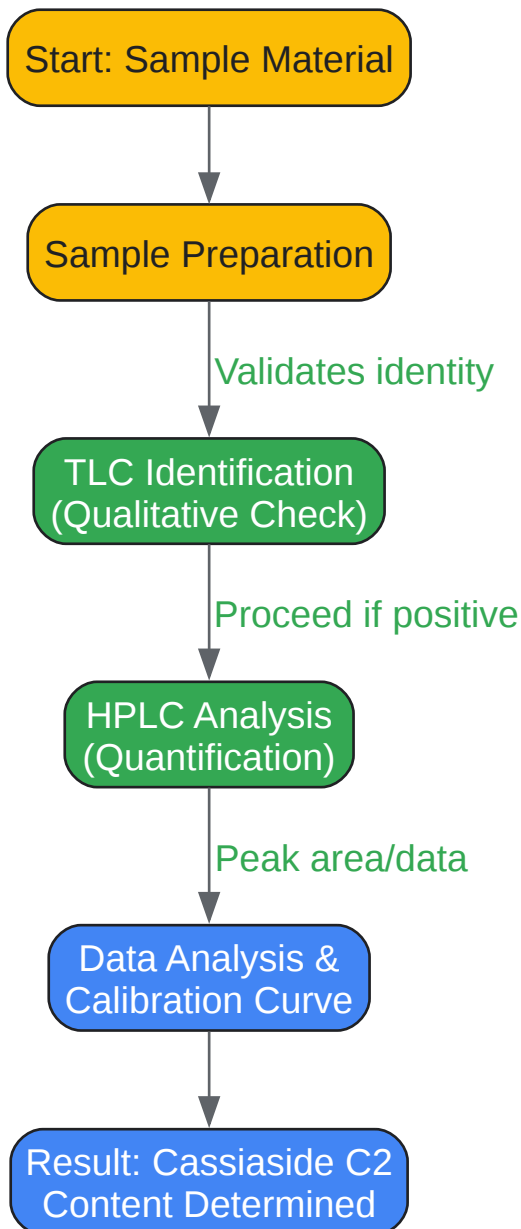 Start: Sample Material
Sample Preparation
Validates identity
TLC Identification
(Qualitative Check)
Proceed if positive
HPLC Analysis
(Quantification)
Peak area/data
Data Analysis &
Calibration Curve
Result: Cassiaside C2
Content Determined